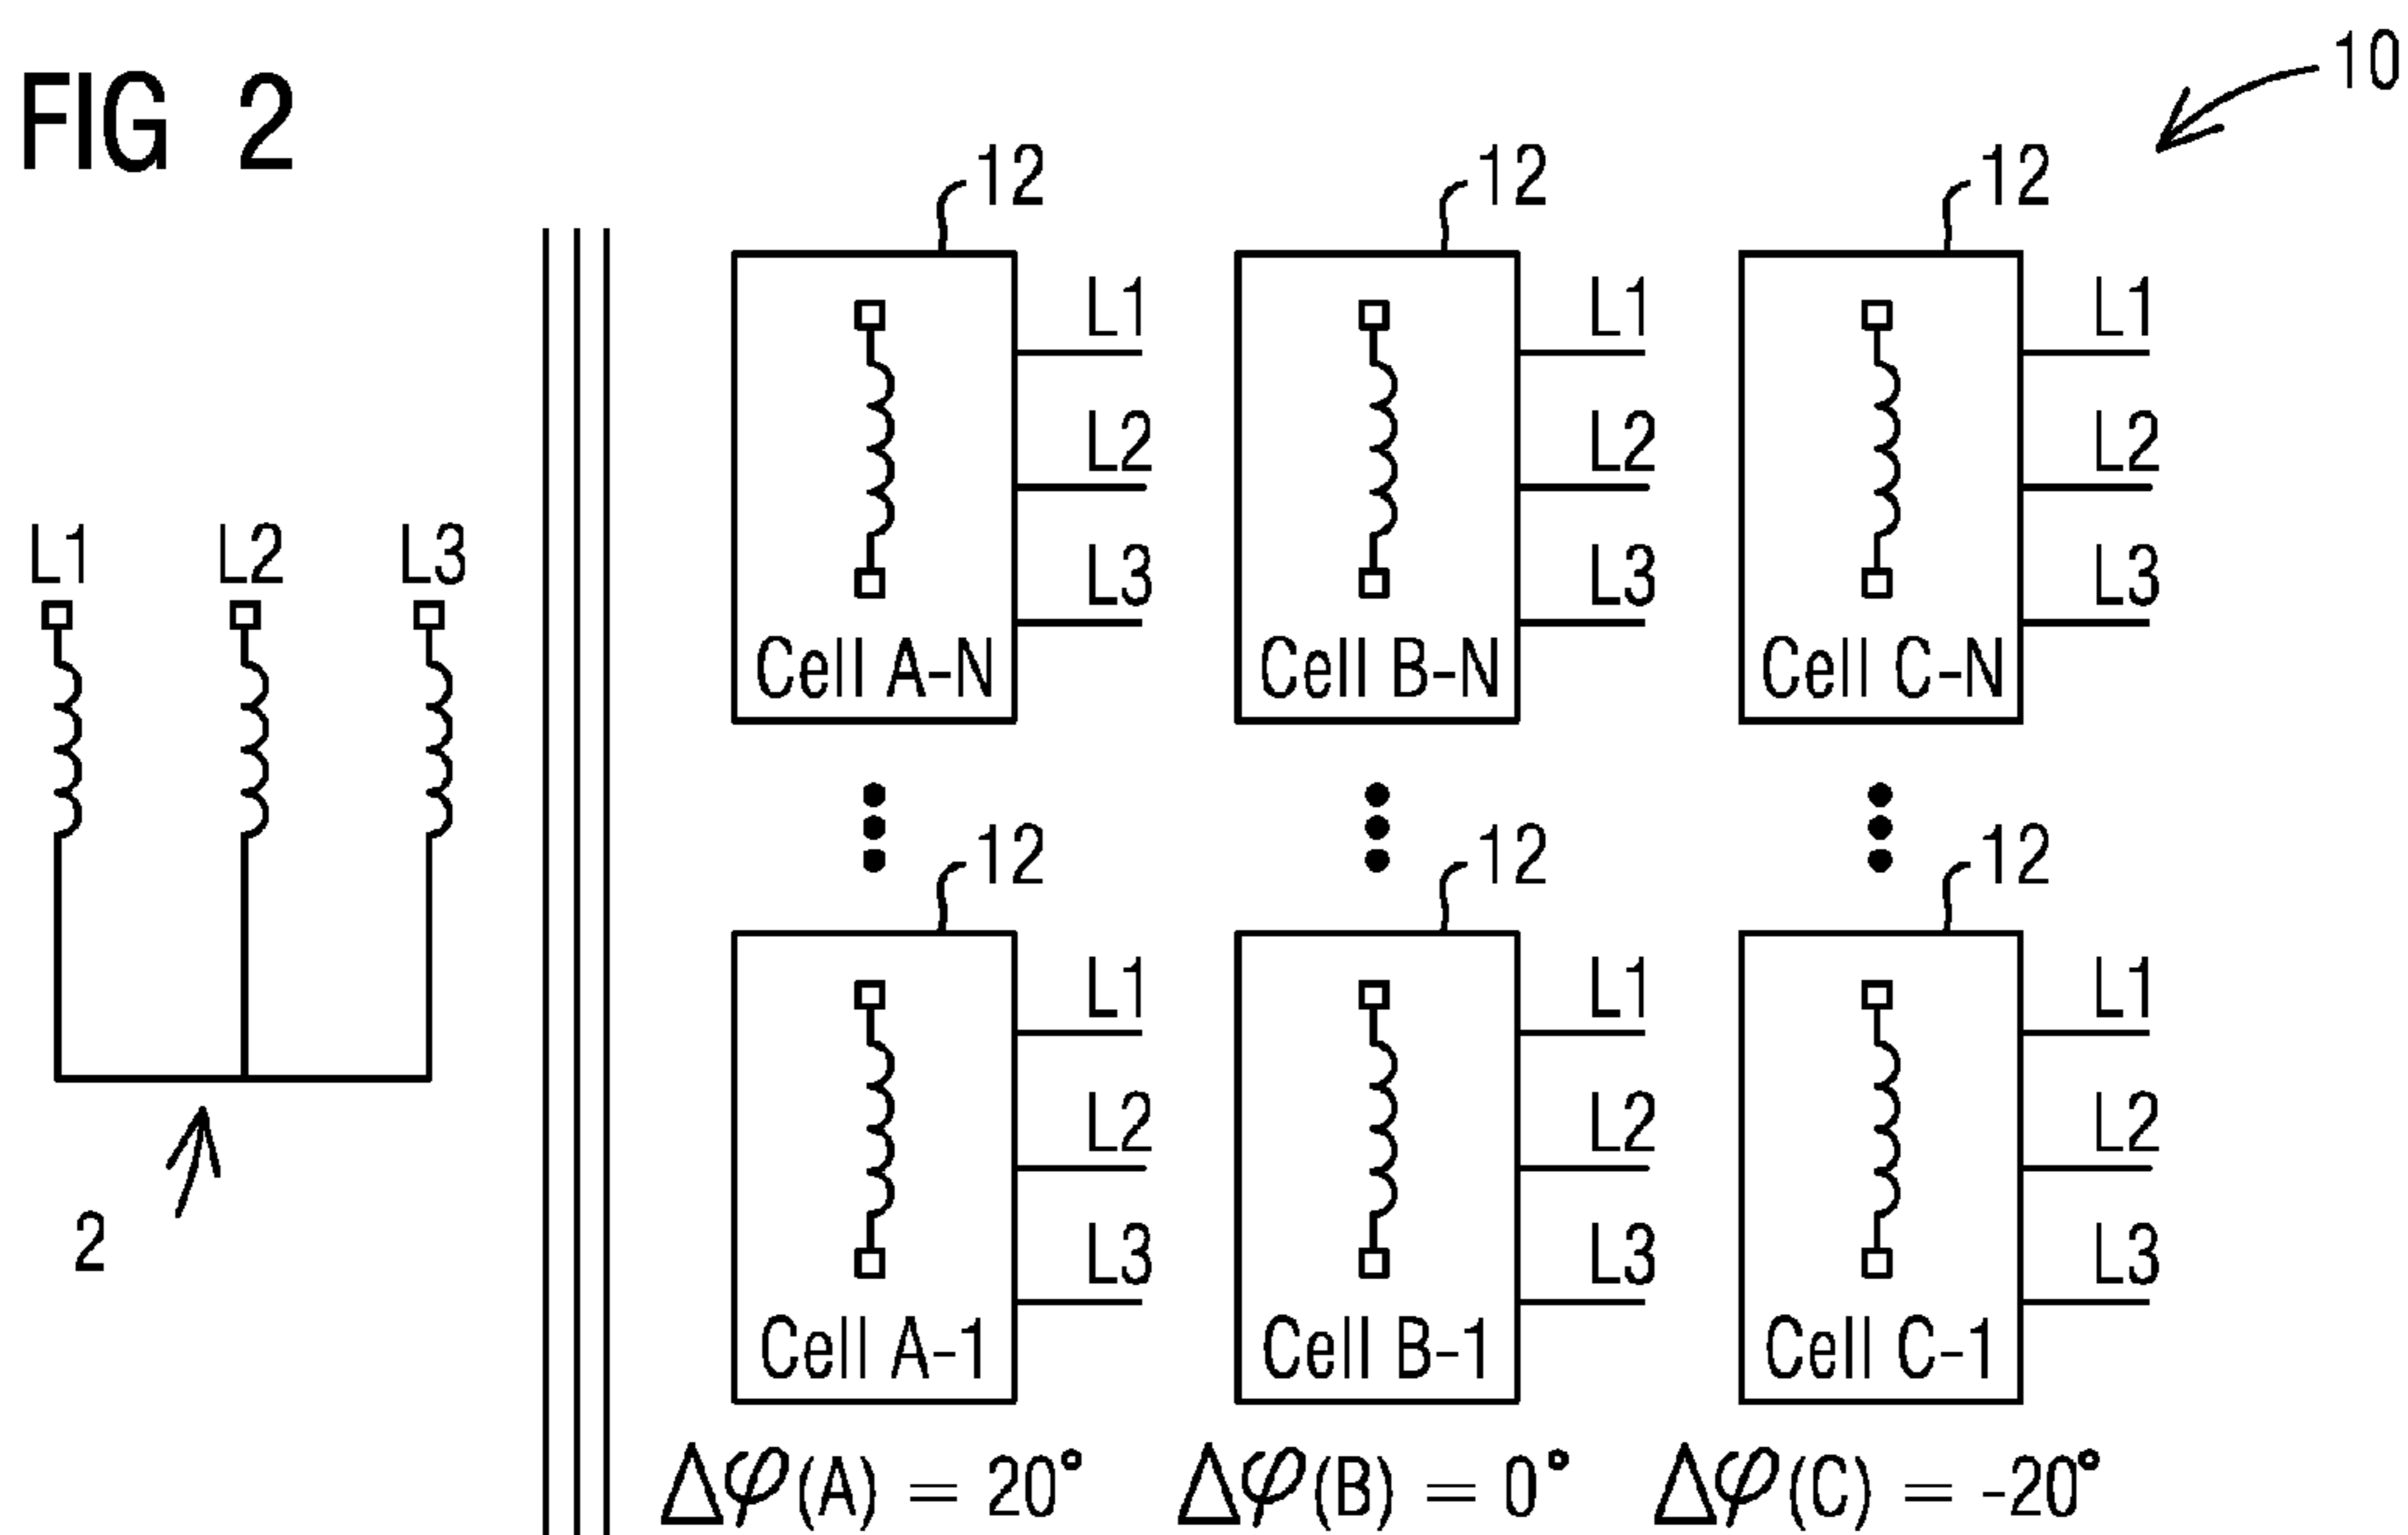 FIG 2
10
12 12 12
L1 L1 L1
L2 L2 L2
L3 L3 L3
Cell A-N Cell B-N Cell C-N
L1 L2 L3
12 12 12
L1 L1 L1
L2 L2 L2
L3 L3 L3
2
Cell A-1 Cell B-1 Cell C-1
Δφ(A) = 20° Δφ(B) = 0° Δφ(C) = -20°